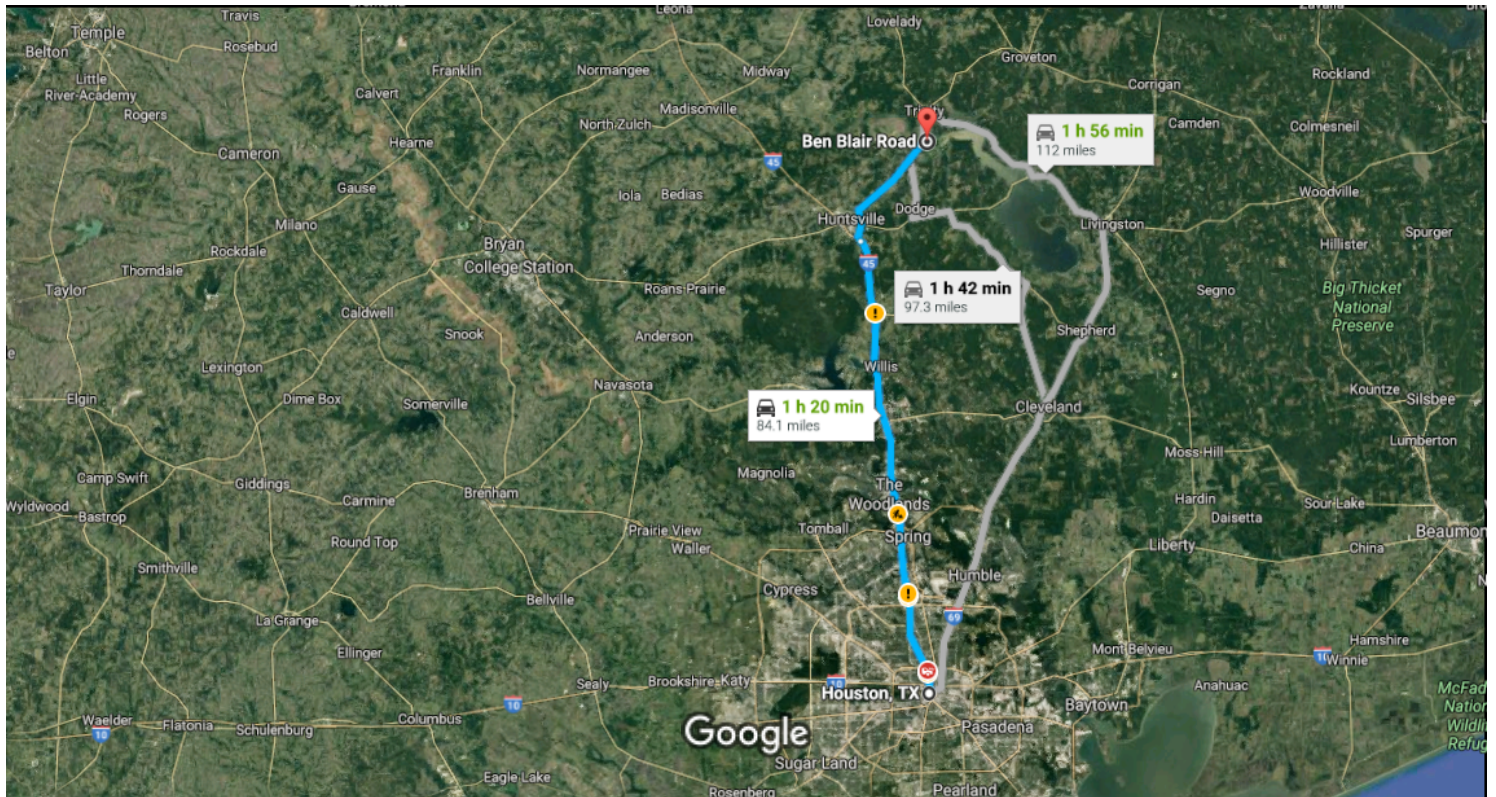 Leona
Travis
Temple
Belton
Rosebud
Lovelady
Groveton
Little
River-Academy
Franklin
Normangee
Midway
Corrigan
Rockland
Rogers
Calvert
Madisonville
Trinity
North Zulch
Hearne
Cameron
Ben Blair Road
1 h 56 min
112 miles
Camden
Colmesneil
45
Gause
Iola
Bedias
Woodville
Milano
Huntsville
Dodge
Livingston
Bryan
College Station
Rockdale
Spurger
Hillister
Thorndale
45
Taylor
Roans-Prairie
1 h 42 min
97.3 miles
Segno
Big Thicket
National
Preserve
Caldwell
Snook
Anderson
Shepherd
Lexington
Willis
Navasota
Elgin
Dime Box
Somerville
1 h 20 min
84.1 miles
Cleveland
Kountze
Silsbee
Lumberton
Moss-Hill
Camp Swift
Giddings
Carmine
Brenham
Magnolia
The
Woodlands
Hardin
Sour-Lake
Daisetta
Wyldwood
Bastrop
Prairie View
Waller
Tomball
Spring
Beaumont
Round Top
Liberty
China
Smithville
Cypress
Humble
Bellville
La Grange
69
Ellinger
Mont-Belvieu
Hamshire
10
Winnie
Sealy
Brookshire
Katy
10
Houston, TX
Anahuac
Baytown
Waelder
10
Flatonia
Schulenburg
Columbus
10
Google
Pasadena
Sugar Land
Eagle Lake
Rosenberg
Pearland
McFad
Nation
Wildli
Refug